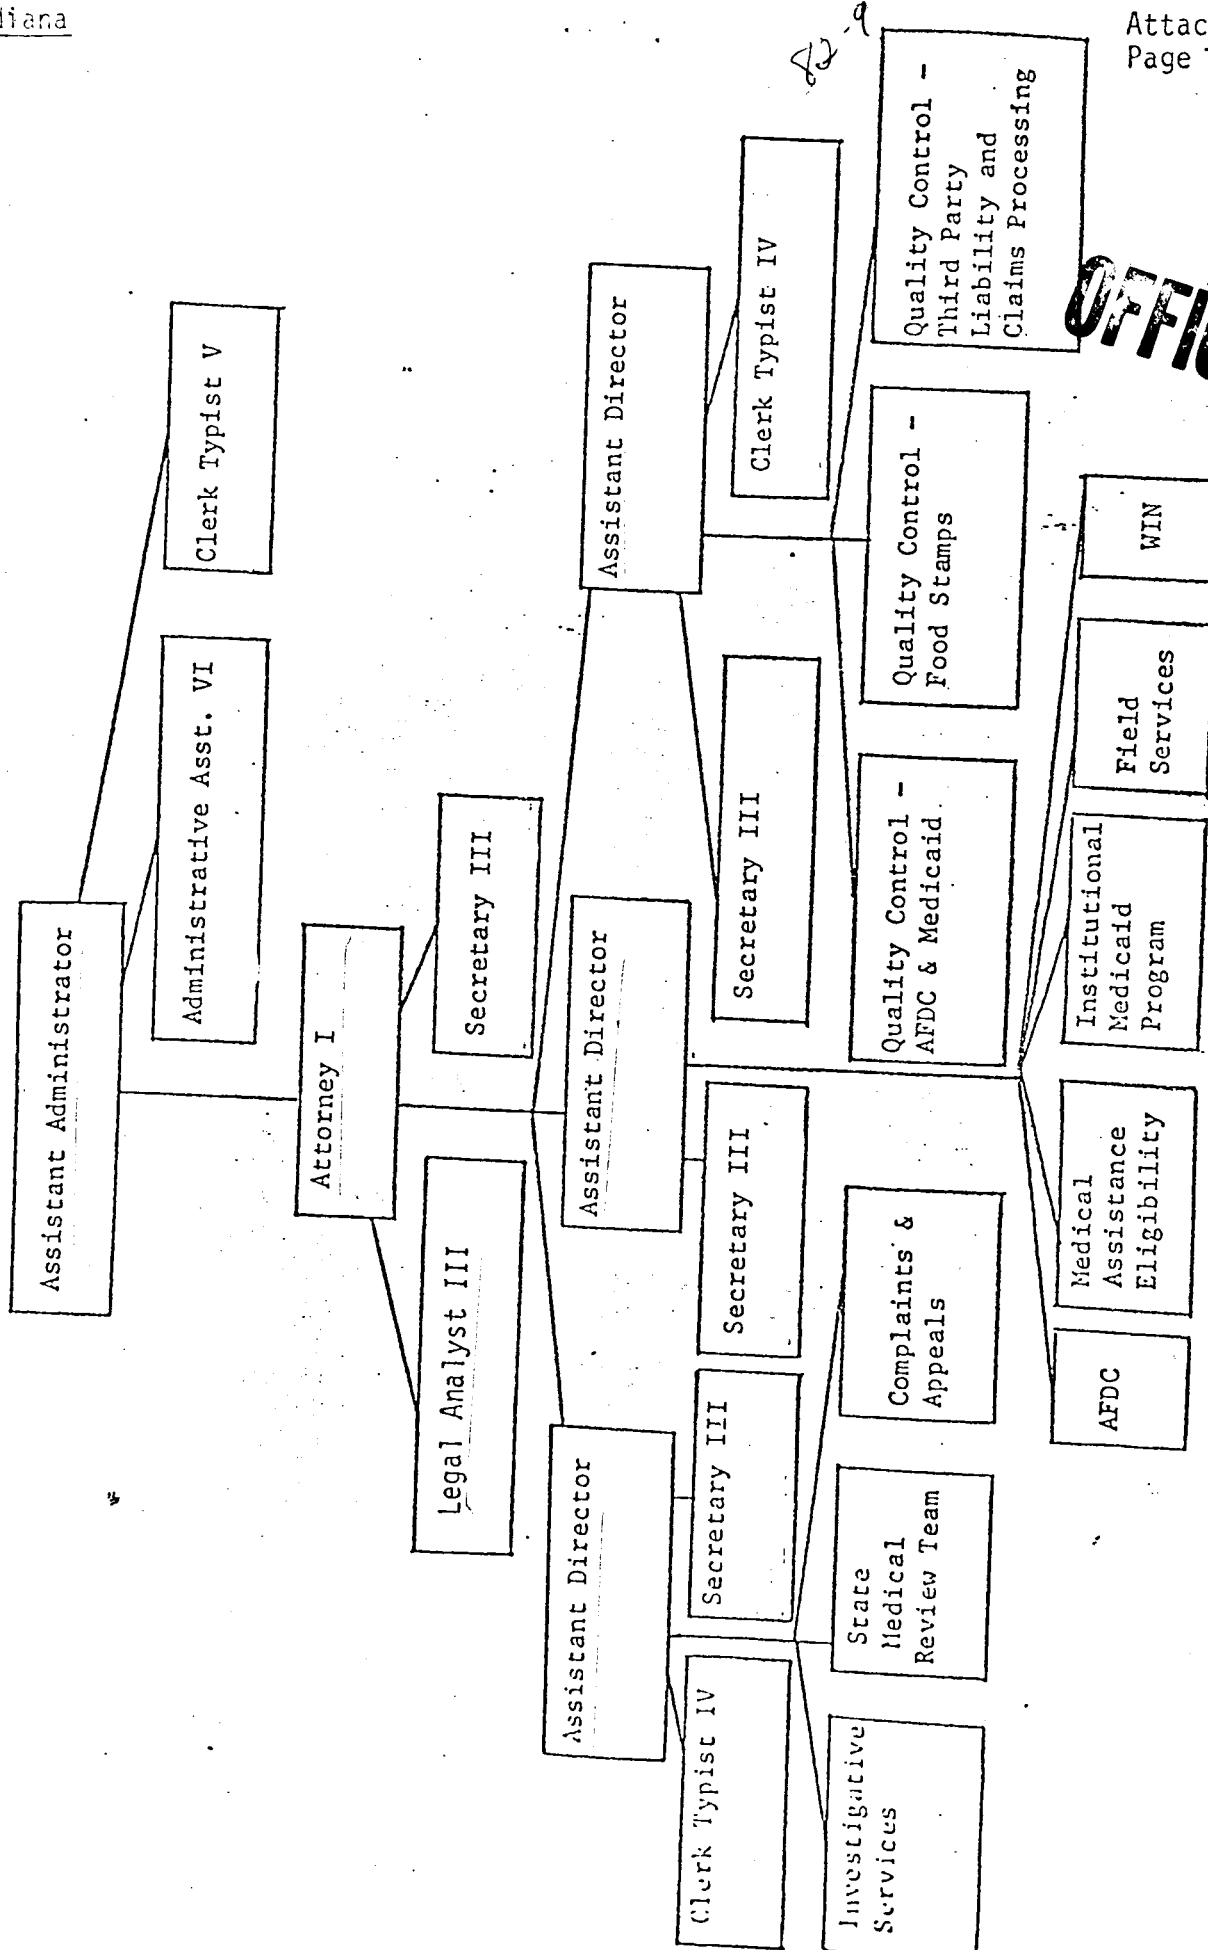 Assistant Administrator
Administrative Asst. VI
Clerk Typist V
Attorney I
Legal Analyst III
Secretary III
Assistant Director
Assistant Director
Assistant Director
Clerk Typist IV
Secretary III
Secretary III
Secretary III
Clerk Typist IV
Investigative
Services
State
Medical
Review Team
Complaints &
Appeals
Quality Control -
AFDC & Medicaid
Quality Control -
Food Stamps
Quality Control -
Third Party
Liability and
Claims Processing
AFDC
Medical
Assistance
Eligibility
Institutional
Medicaid
Program
Field
Services
WIN
82-9
Attac
Page
diana
OFFIC